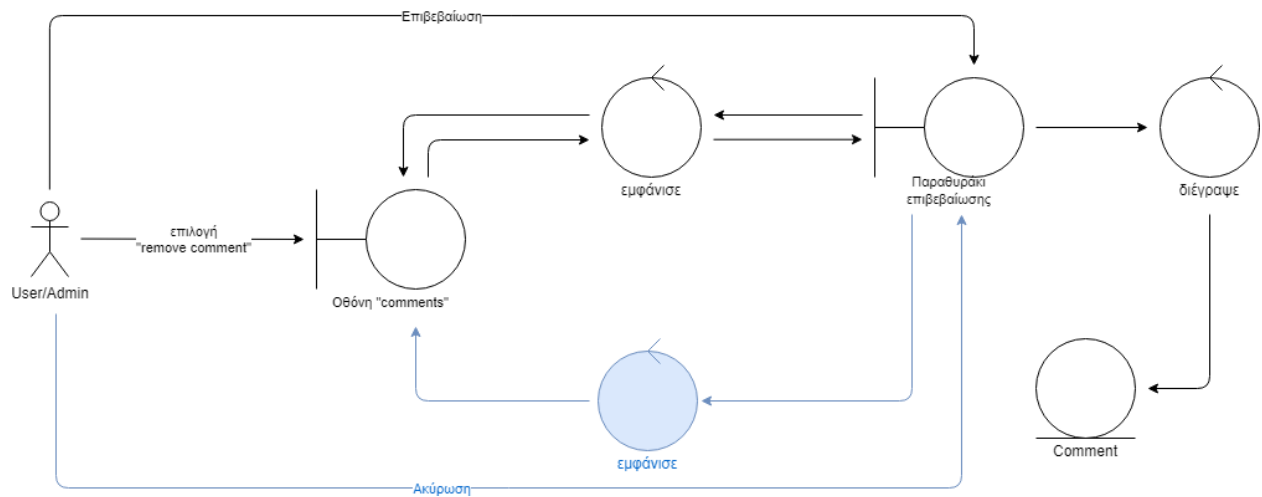 Επιβεβαίωση
εμφάνισε
Παραθυράκι
επιβεβαίωσης
διέγραψε
επιλογή
"remove comment"
User/Admin
Οθόνη "comments"
εμφάνισε
Comment
Ακύρωση